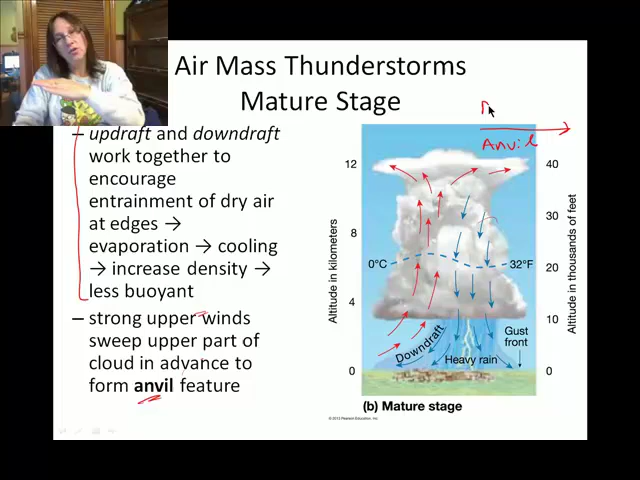 Air Mass Thunderstorms
Mature Stage
– updraft and downdraft
work together to
encourage
entrainment of dry air
at edges →
evaporation → cooling
→ increase density →
less buoyant
– strong upper winds
sweep upper part of
cloud in advance to
form anvil feature
Anvil
12
40
30
8
0°C
32°F
20
4
10
Gust
front
Downdraft
Heavy rain
0
0
Altitude in kilometers
Altitude in thousands of feet
(b) Mature stage
© 2013 Pearson Education, Inc.